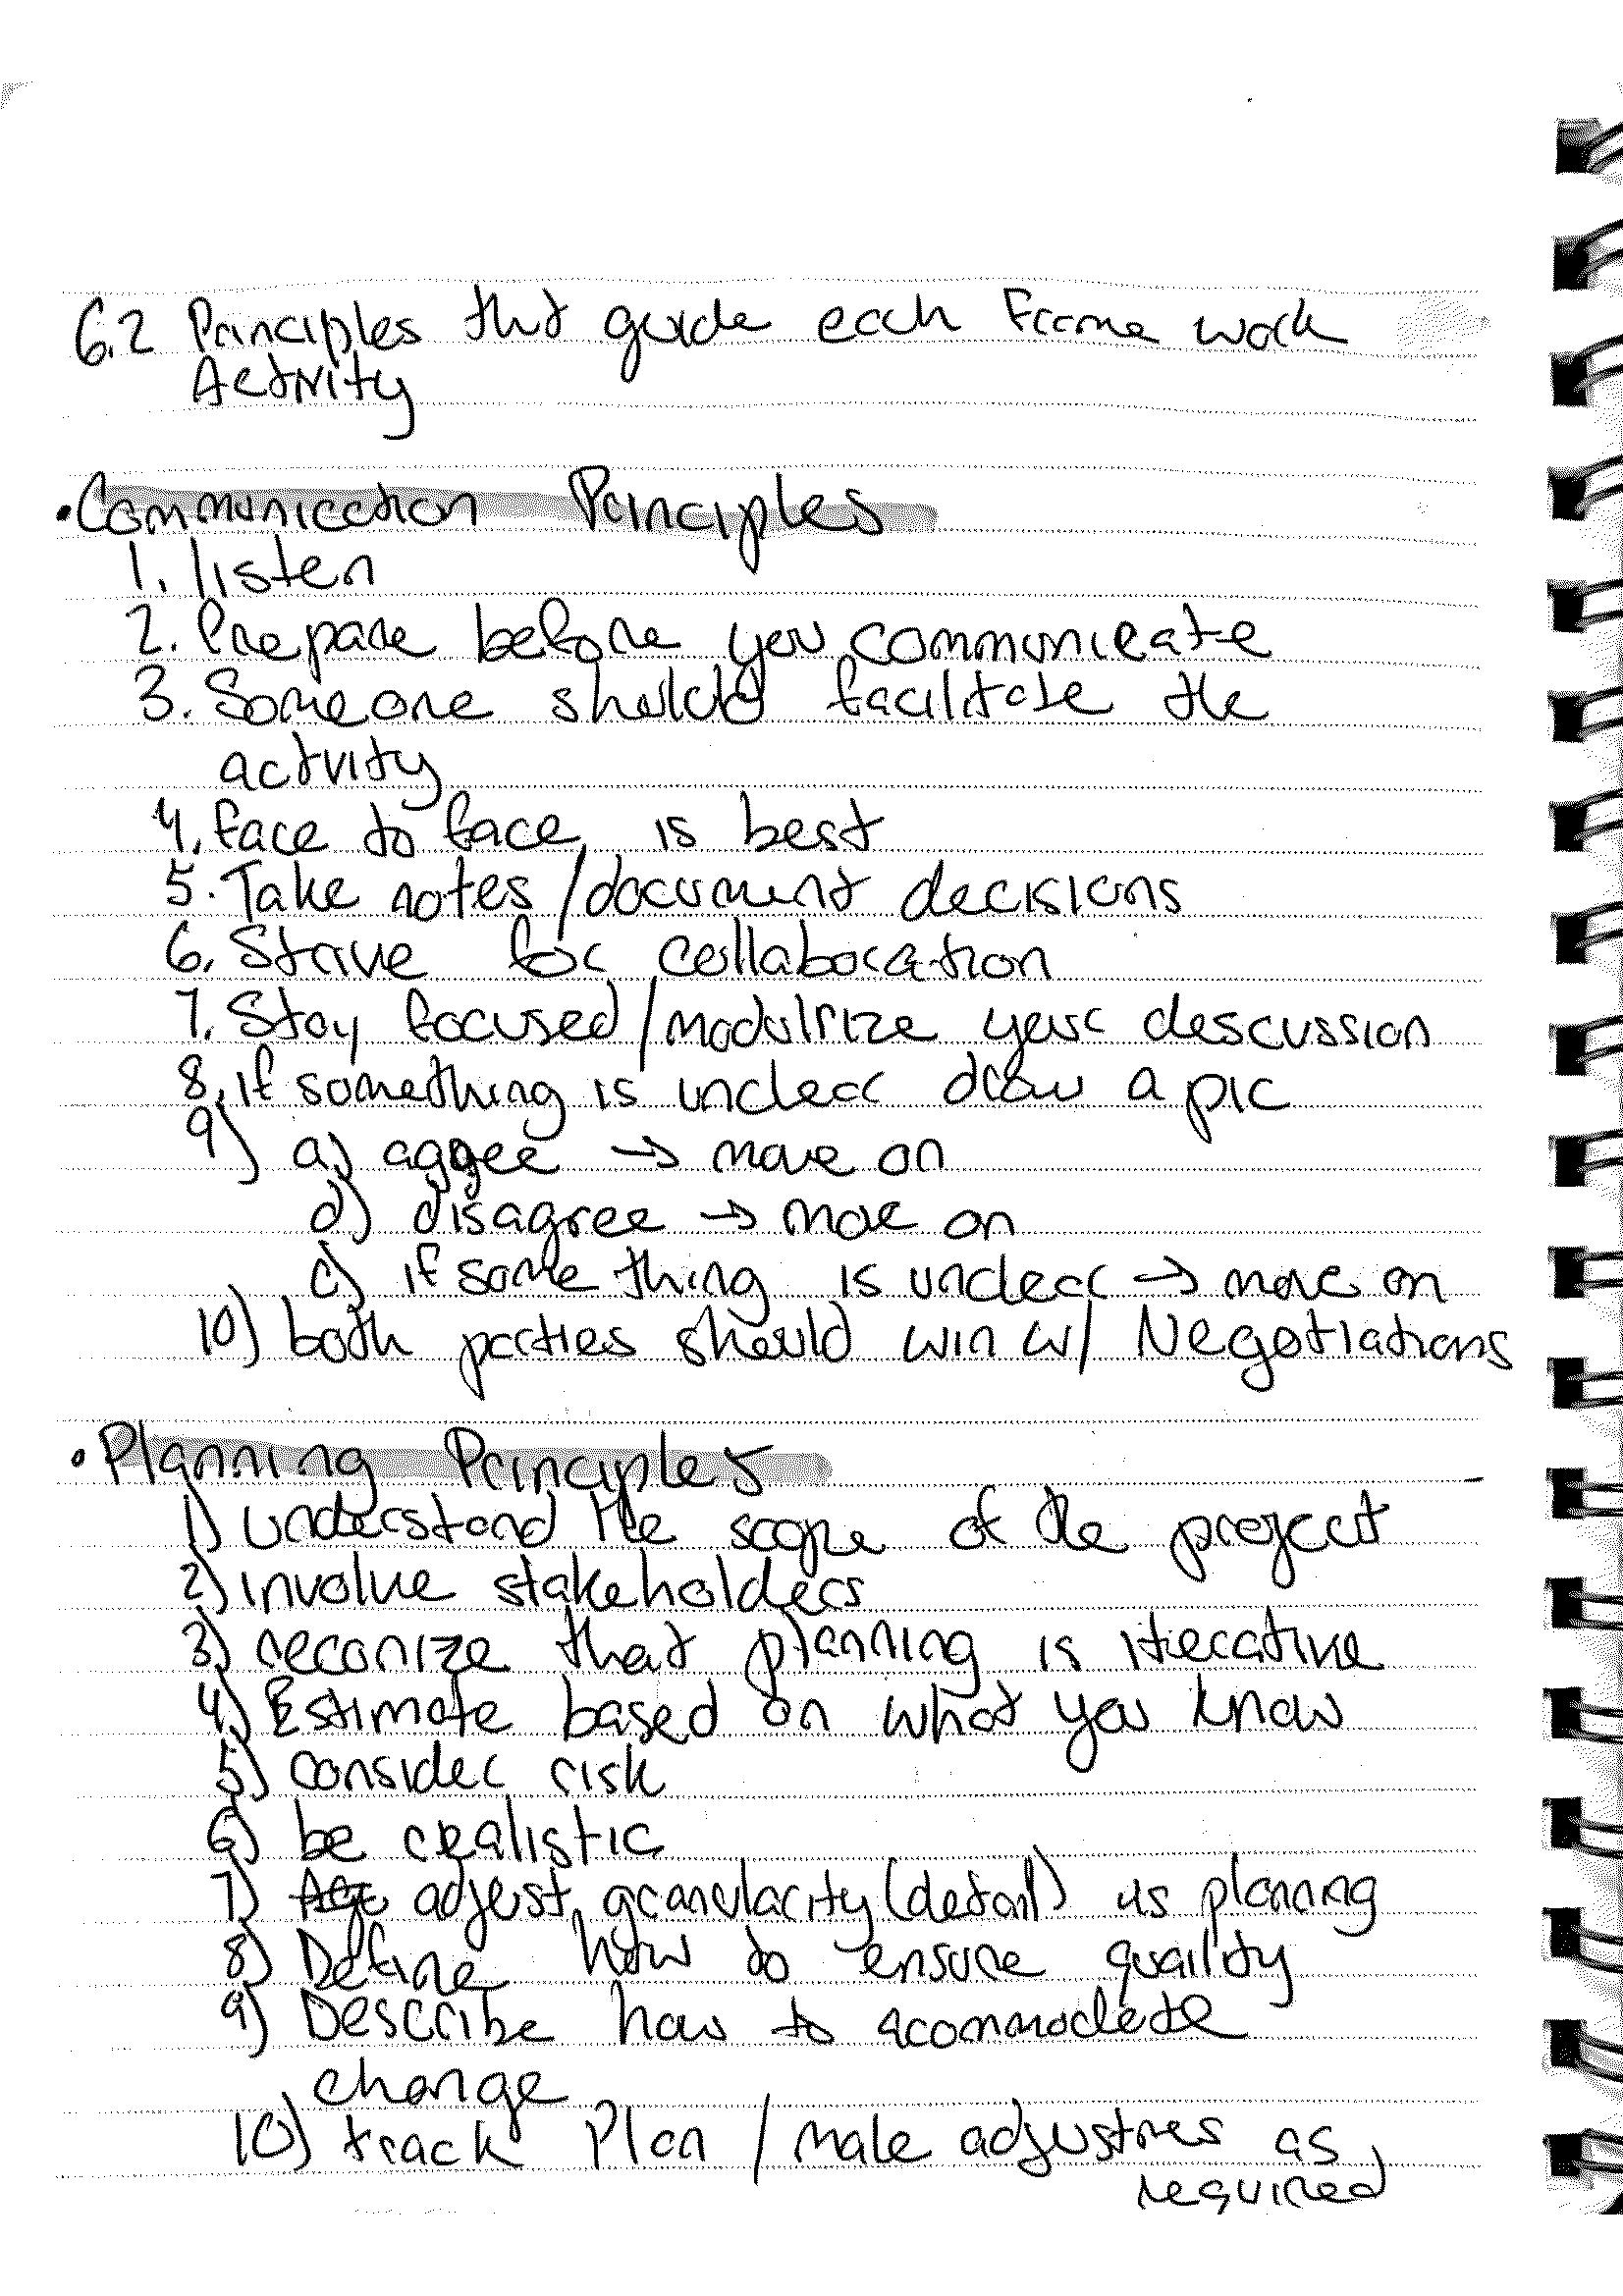 6.2 Principles that guide each Frame work
Activity
• Communication Principles
1. listen
2. Prepare before you communicate
3. Someone should facilitate the
activity
4. face to face is best
5. Take notes / document decisions
6. Strive for collaboration
7. Stay focused / modulrize your descussion
8. if something is unclear draw a pic
9) a) aggree → move on
d) disagree → move on
c) if some thing is unclear → move on
10) both parties should win w/ Negotiations
• Planning Principles
1) understand the scope of the project
2) involve stakeholders
3) reconize that planning is iterative
4) Estimate based on what you know
5) consider risk
6) be realistic
7) adjust granularity (detail) us planning
8) Define how to ensure quaility
9) Describe how to acommodete
change
10) track Plan / make adjustmes as
required